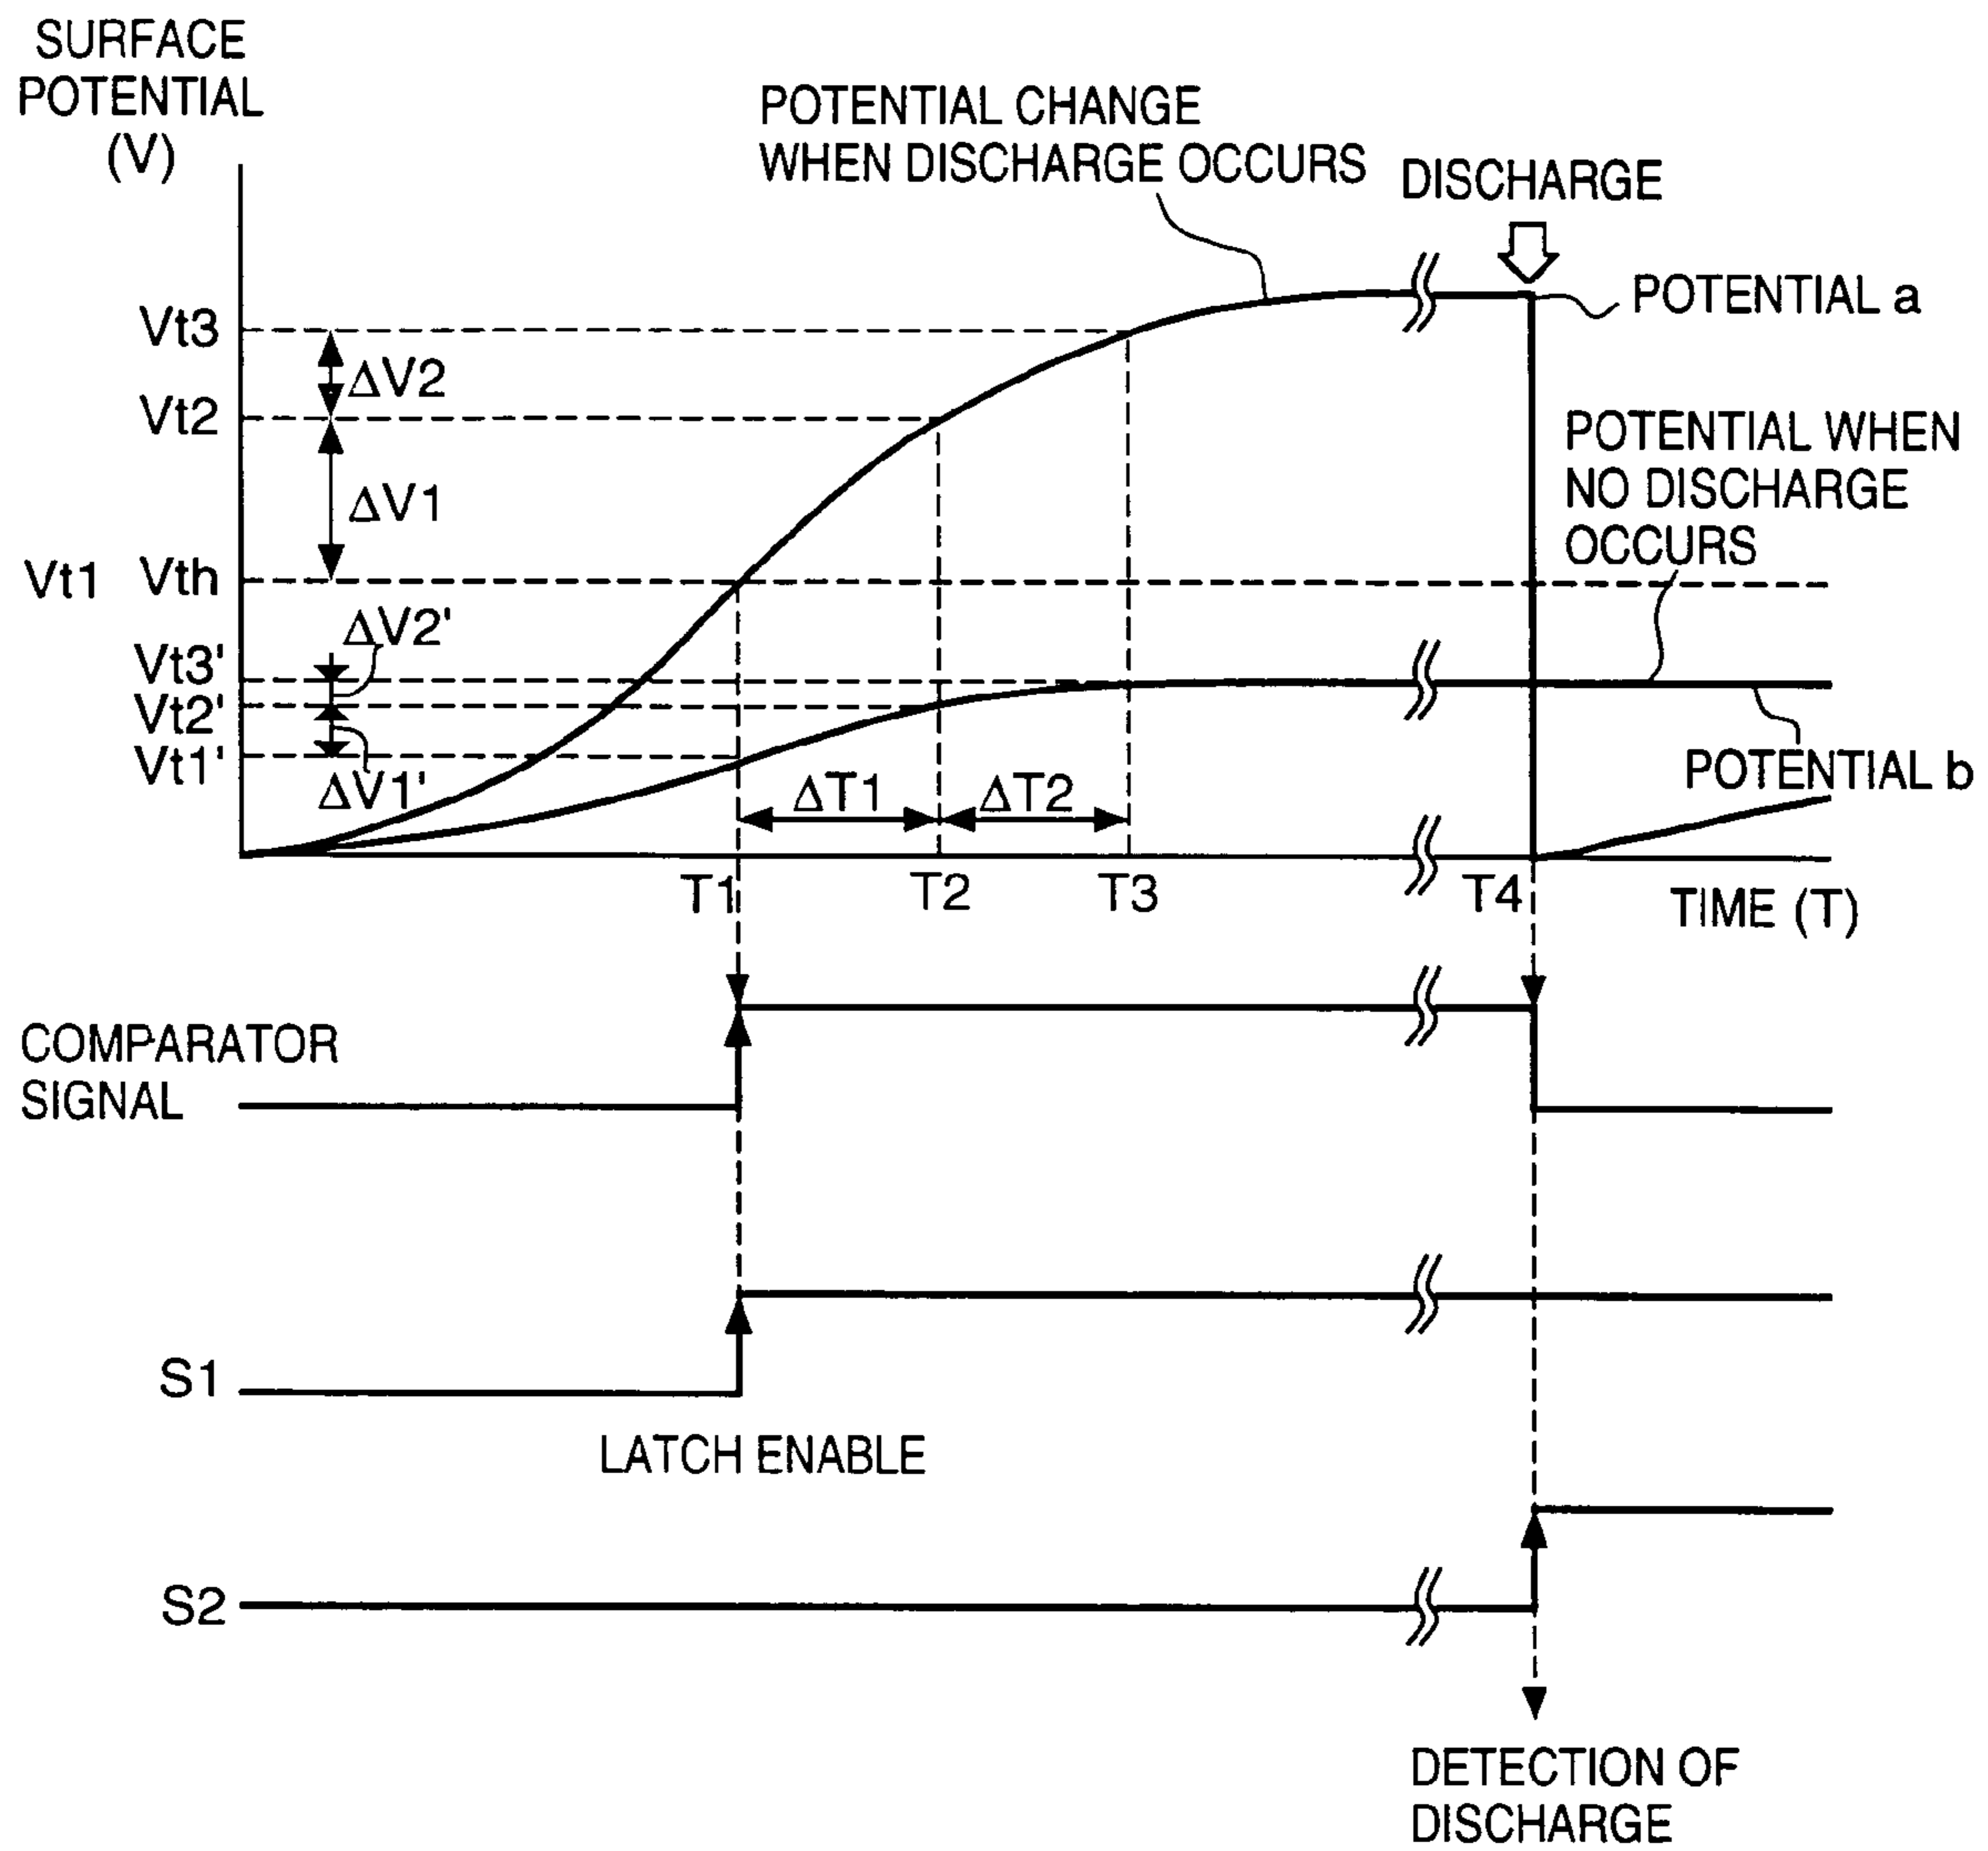 SURFACE
POTENTIAL
(V)
POTENTIAL CHANGE
WHEN DISCHARGE OCCURS
DISCHARGE
POTENTIAL a
Vt3
ΔV2
Vt2
POTENTIAL WHEN
NO DISCHARGE
OCCURS
ΔV1
Vt1 Vth
ΔV2'
Vt3'
Vt2'
Vt1'
ΔV1'
ΔT1 ΔT2
POTENTIAL b
T1 T2 T3 T4
TIME (T)
COMPARATOR
SIGNAL
S1
LATCH ENABLE
S2
DETECTION OF
DISCHARGE